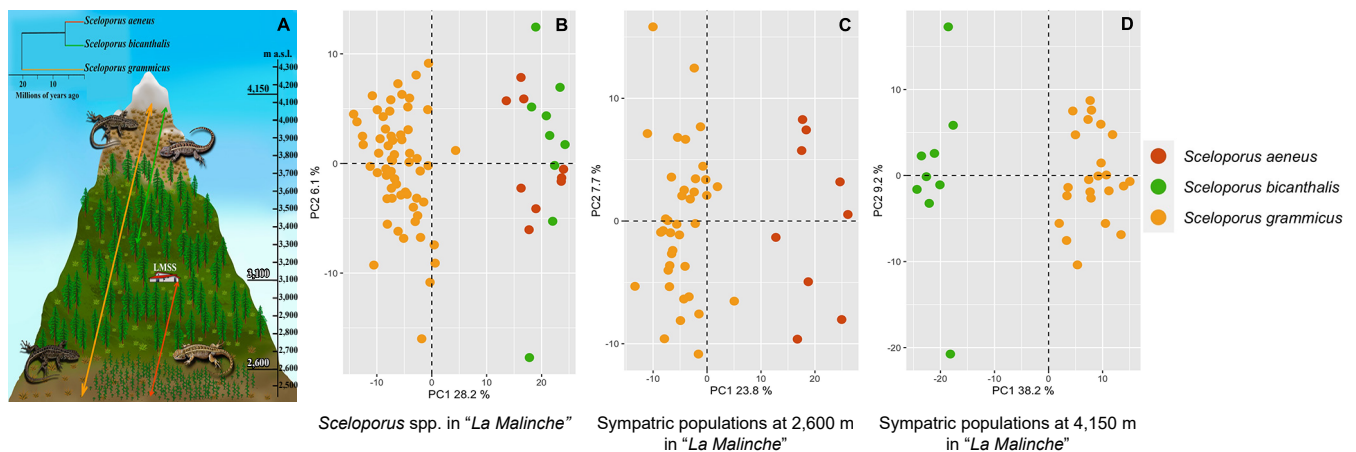 A
Sceloporus aeneus
Sceloporus bicanthalis
Sceloporus grammicus
20 10
Millions of years ago
m a.s.l.
4,300
4,200
4,150
4,100
4,000
3,900
3,800
3,700
3,600
3,500
3,400
3,300
3,200
3,100
3,100
3,000
2,900
2,800
2,700
2,600
2,600
2,500
LMSS
B
10
0
-10
PC2 6.1 %
-10 0 10 20
PC1 28.2 %
Sceloporus spp. in “La Malinche”
C
10
0
-10
PC2 7.7 %
-10 0 10 20
PC1 23.8 %
Sympatric populations at 2,600 m
in “La Malinche”
D
10
0
-10
-20
PC2 9.2 %
-20 -10 0 10
PC1 38.2 %
Sympatric populations at 4,150 m
in “La Malinche”
Sceloporus aeneus
Sceloporus bicanthalis
Sceloporus grammicus